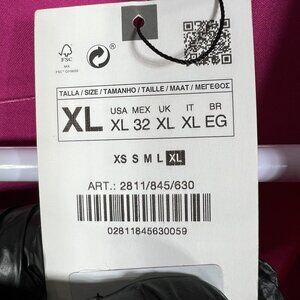 FSC
TALLA / SIZE / TAMANHO / TAILLE / MAAT / ΜΕΓΕΘΟΣ
XL
USA MEX UK IT BR
XL 32 XL XL EG
XS S M L XL
ART.: 2811/845/630
02811845630059